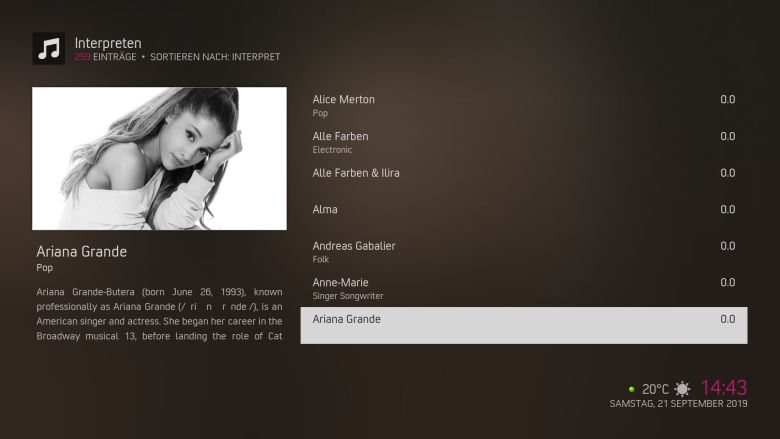 Interpreten
259 EINTRÄGE • SORTIEREN NACH: INTERPRET
Ariana Grande
Pop
Ariana Grande-Butera (born June 26, 1993), known
professionally as Ariana Grande (/ ri n r nde /), is an
American singer and actress. She began her career in the
Broadway musical 13, before landing the role of Cat
Alice Merton 0.0
Pop
Alle Farben 0.0
Electronic
Alle Farben & Ilira 0.0
Alma 0.0
Andreas Gabalier 0.0
Folk
Anne-Marie 0.0
Singer Songwriter
Ariana Grande 0.0
20°C 14:43
SAMSTAG, 21 SEPTEMBER 2019